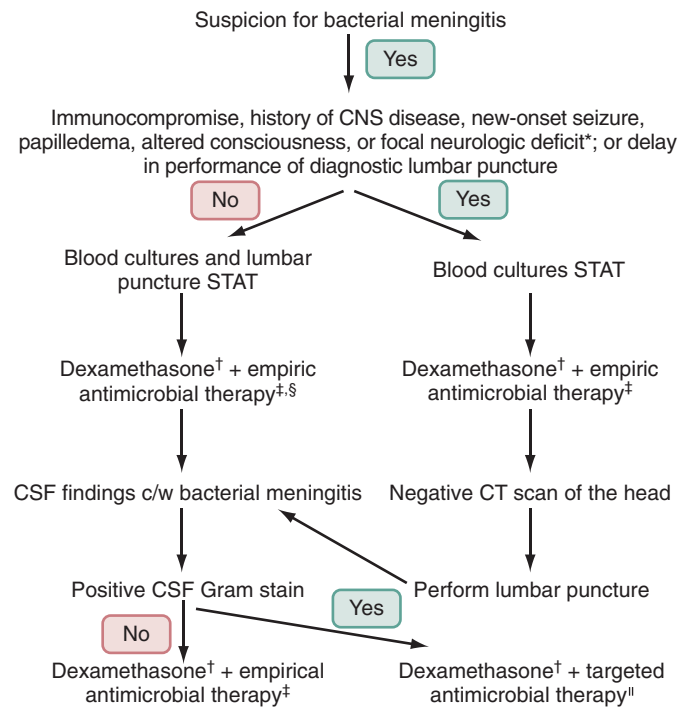 Suspicion for bacterial meningitis
Yes
Immunocompromise, history of CNS disease, new-onset seizure,
papilledema, altered consciousness, or focal neurologic deficit*; or delay
in performance of diagnostic lumbar puncture
No
Yes
Blood cultures and lumbar
puncture STAT
Blood cultures STAT
Dexamethasone† + empiric
antimicrobial therapy‡,§
Dexamethasone† + empiric
antimicrobial therapy‡
CSF findings c/w bacterial meningitis
Negative CT scan of the head
Positive CSF Gram stain
Perform lumbar puncture
Yes
No
Dexamethasone† + empirical
antimicrobial therapy‡
Dexamethasone† + targeted
antimicrobial therapy||